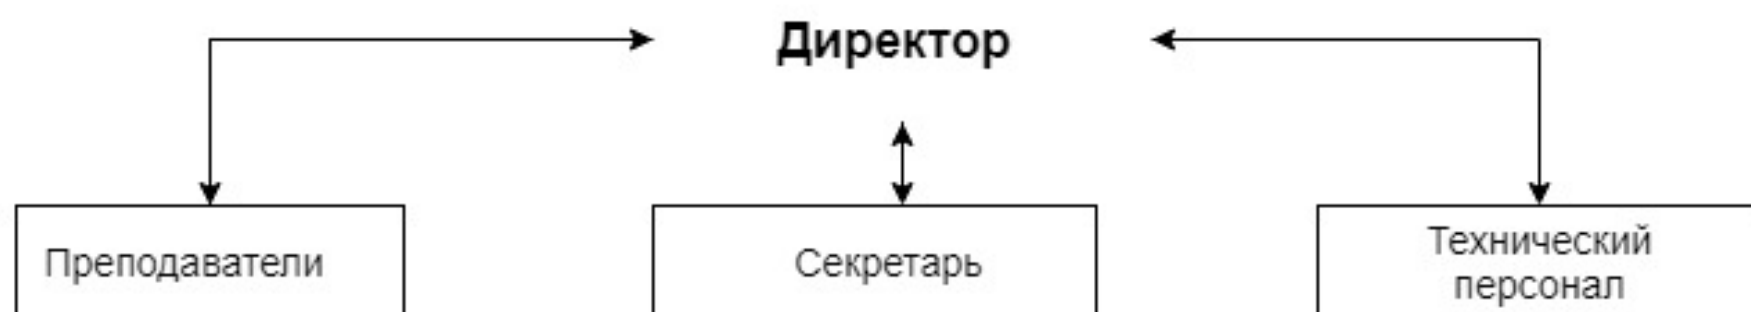 Директор
Преподаватели
Секретарь
Технический
персонал